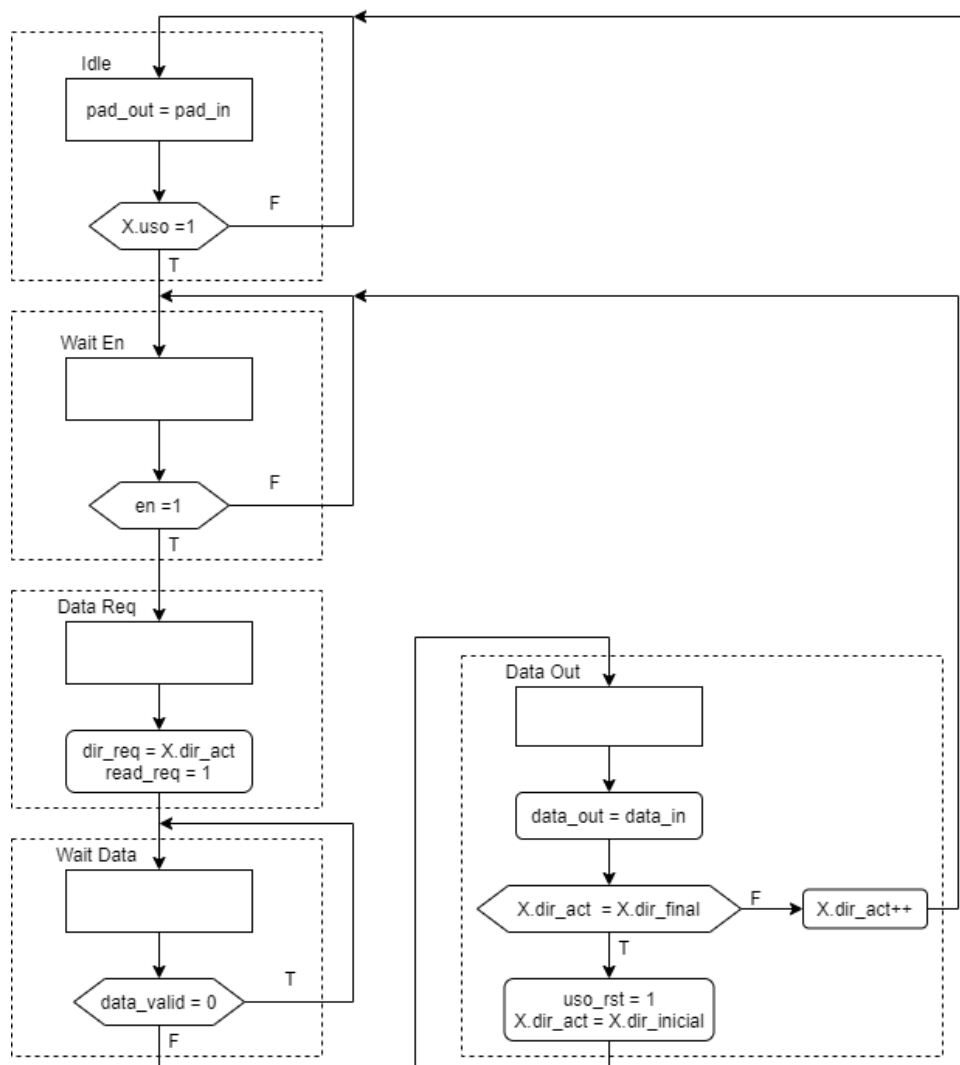 Idle
pad_out = pad_in
X.uso =1
F
T
Wait En
en =1
F
T
Data Req
dir_req = X.dir_act
read_req = 1
Wait Data
data_valid = 0
T
F
Data Out
data_out = data_in
X.dir_act = X.dir_final
F
X.dir_act++
T
uso_rst = 1
X.dir_act = X.dir_inicial